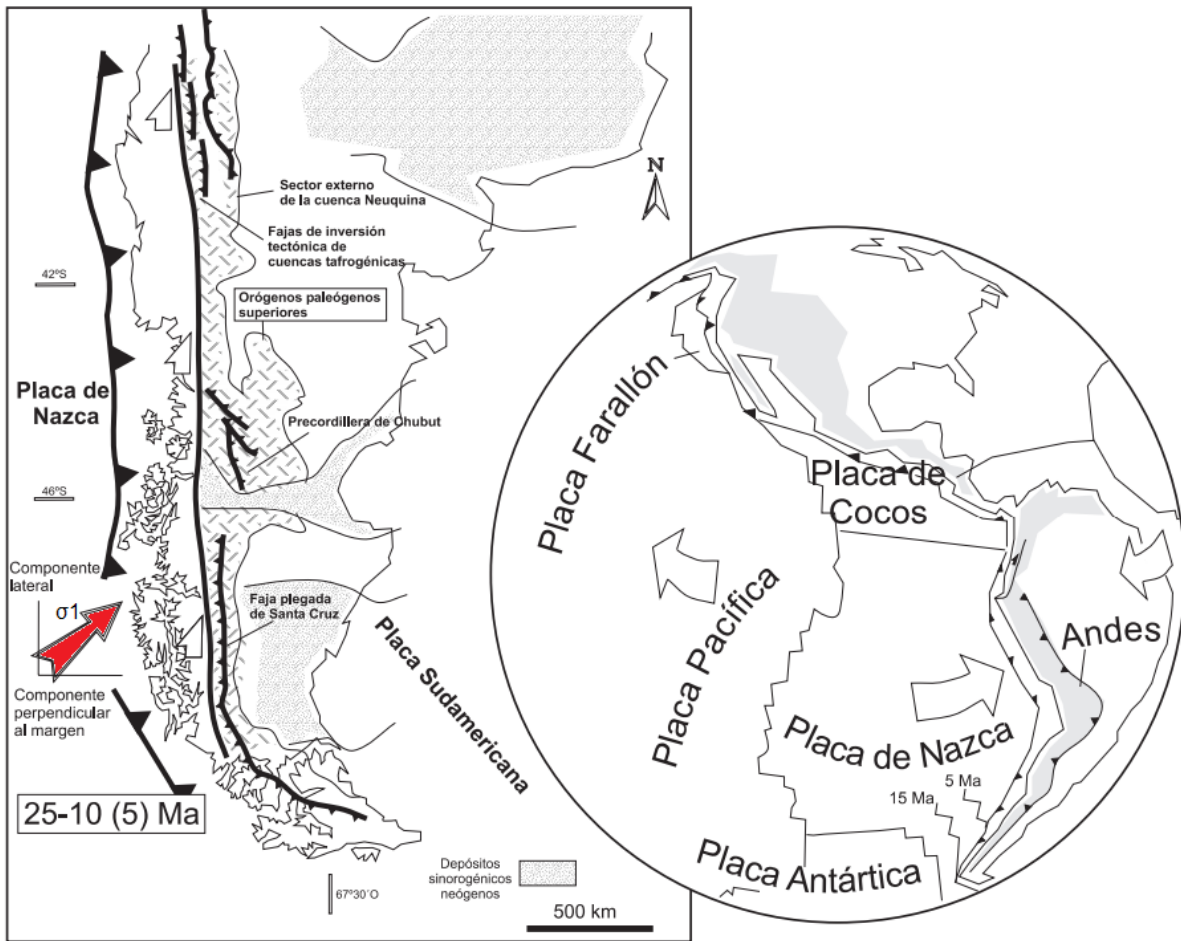 N
Sector externo
de la cuenca Neuquina
Fajas de inversión
tectónica de
cuencas tafrogénicas
42ºS
Orógenos paleógenos
superiores
Placa de
Nazca
Precordillera de Chubut
46ºS
Componente
lateral
σ1
Faja plegada
de Santa Cruz
Placa Sudamericana
Componente
perpendicular
al margen
25-10 (5) Ma
Depósitos
sinorogénicos
neógenos
67º30´O
500 km
Placa Farallón
Placa de
Cocos
Placa Pacífica
Andes
Placa de Nazca
5 Ma
15 Ma
Placa Antártica